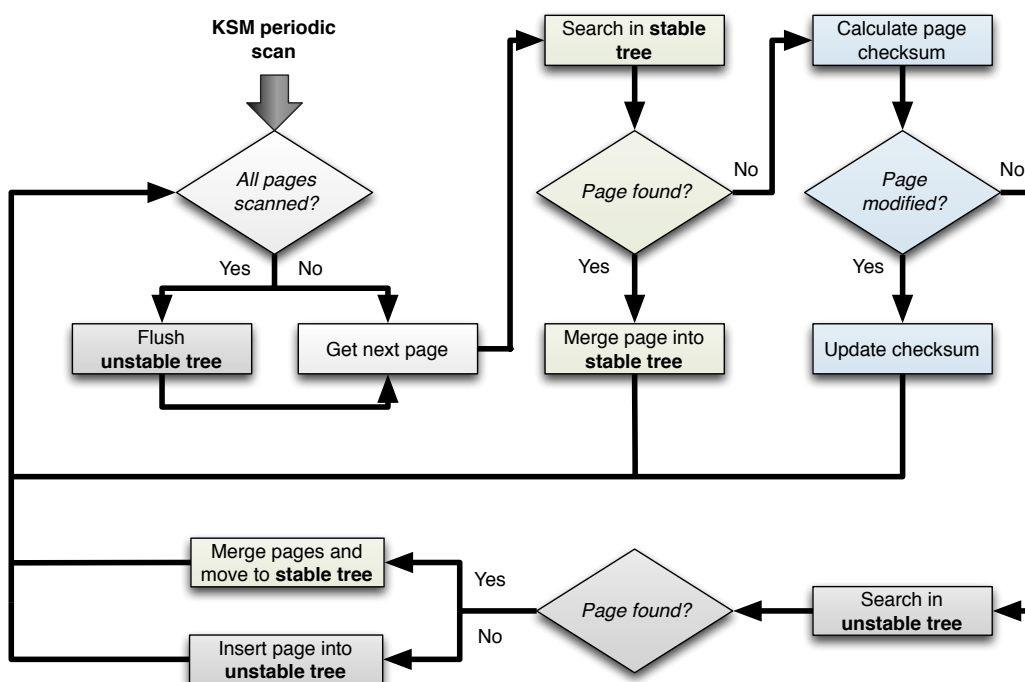 KSM periodic
scan
All pages
scanned?
Yes
No
Flush
unstable tree
Get next page
Search in stable
tree
Page found?
No
Yes
Merge page into
stable tree
Calculate page
checksum
Page
modified?
No
Yes
Update checksum
Search in
unstable tree
Page found?
Yes
No
Merge pages and
move to stable tree
Insert page into
unstable tree